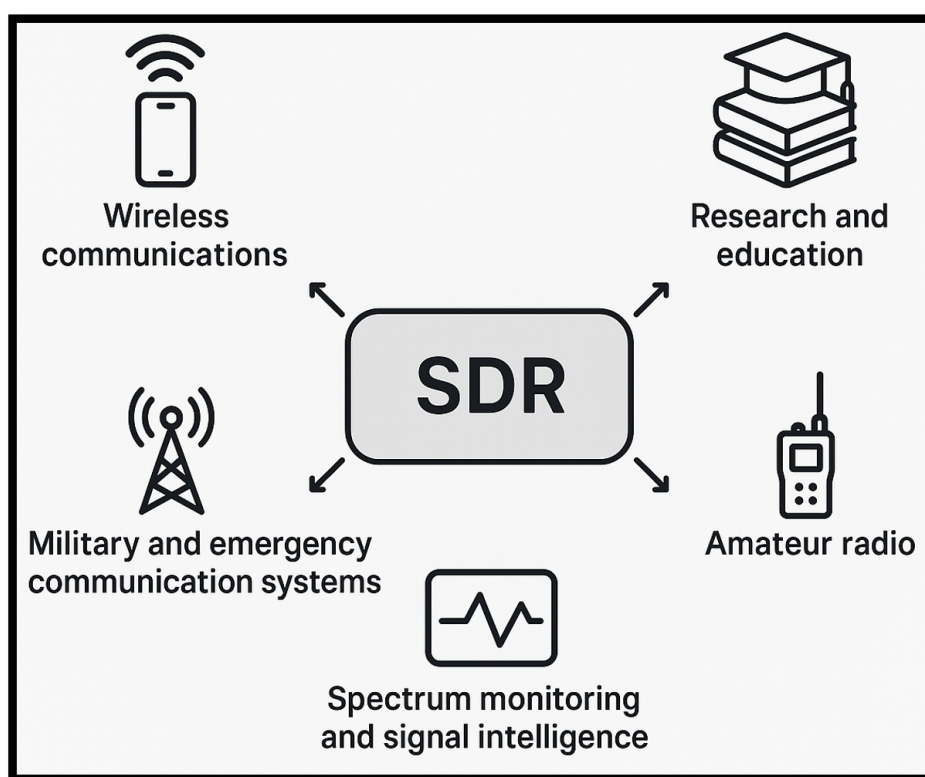 Wireless
communications
Research and
education
SDR
Military and emergency
communication systems
Amateur radio
Spectrum monitoring
and signal intelligence